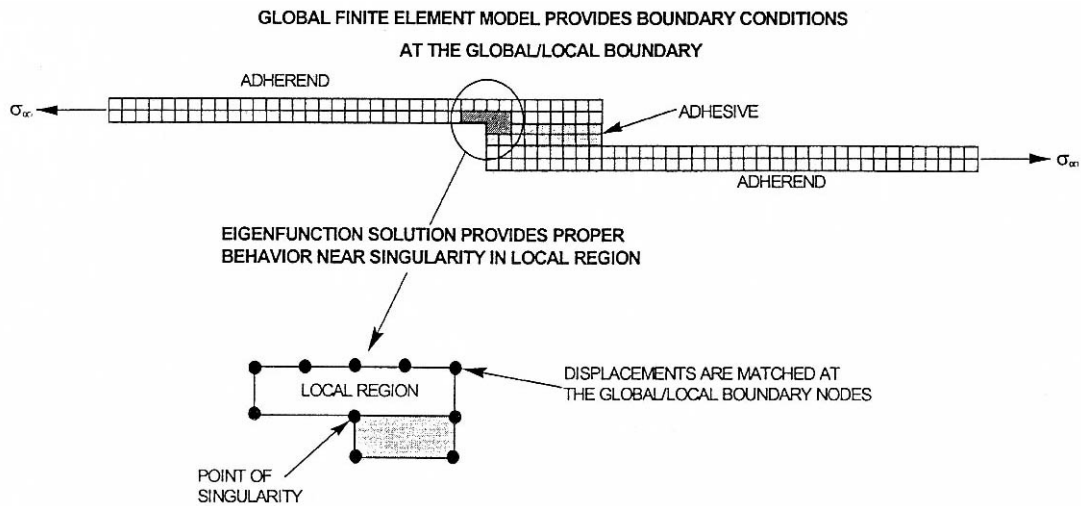 GLOBAL FINITE ELEMENT MODEL PROVIDES BOUNDARY CONDITIONS
AT THE GLOBAL/LOCAL BOUNDARY
ADHEREND
σ∞
ADHESIVE
σ∞
ADHEREND
EIGENFUNCTION SOLUTION PROVIDES PROPER
BEHAVIOR NEAR SINGULARITY IN LOCAL REGION
LOCAL REGION
DISPLACEMENTS ARE MATCHED AT
THE GLOBAL/LOCAL BOUNDARY NODES
POINT OF
SINGULARITY